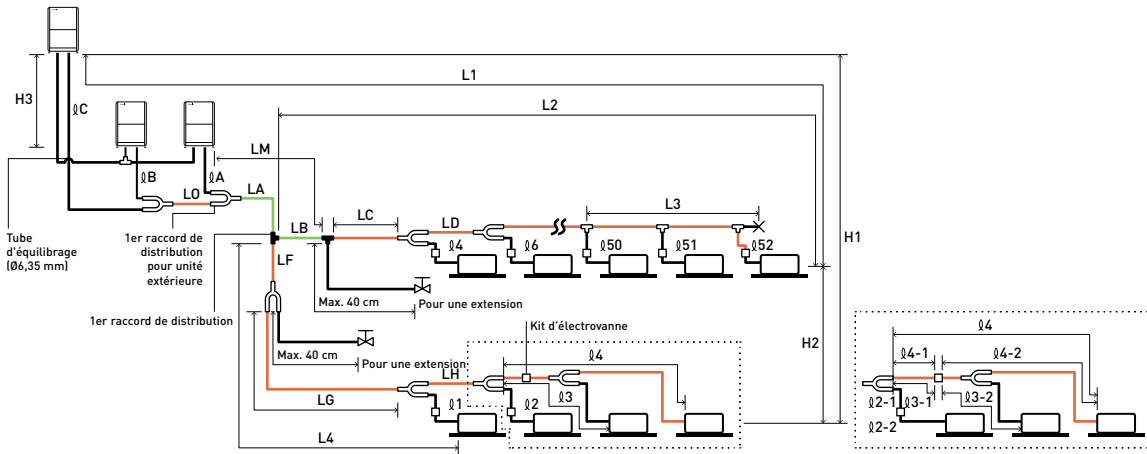 L1
H3
ℓC
L2
LM
ℓB
ℓA
LO
LA
LC
LD
L3
H1
LB
Tube
d'équilibrage
(Ø6,35 mm)
1er raccord de
distribution
pour unité
extérieure
LF
ℓ4
ℓ6
ℓ50
ℓ51
ℓ52
Max. 40 cm
Pour une extension
1er raccord de distribution
Kit d'électrovanne
H2
Max. 40 cm
Pour une extension
LH
ℓ4
LG
ℓ1
ℓ2
ℓ3
L4
ℓ4
ℓ4-1
ℓ4-2
ℓ2-1
ℓ3-1
ℓ3-2
ℓ2-2